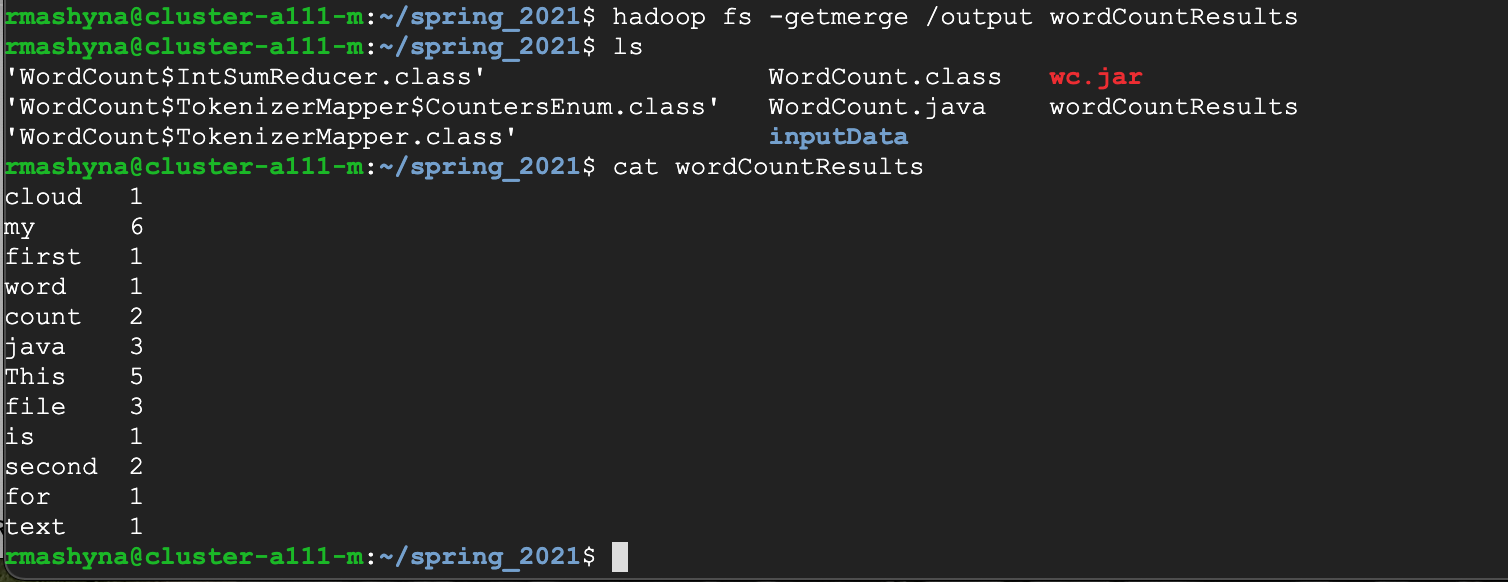 rmashyna@cluster-a111-m:~/spring_2021$ hadoop fs -getmerge /output wordCountResults
rmashyna@cluster-a111-m:~/spring_2021$ ls
'WordCount$IntSumReducer.class' WordCount.class wc.jar
'WordCount$TokenizerMapper$CountersEnum.class' WordCount.java wordCountResults
'WordCount$TokenizerMapper.class' inputData
rmashyna@cluster-a111-m:~/spring_2021$ cat wordCountResults
cloud 1
my 6
first 1
word 1
count 2
java 3
This 5
file 3
is 1
second 2
for 1
text 1
rmashyna@cluster-a111-m:~/spring_2021$